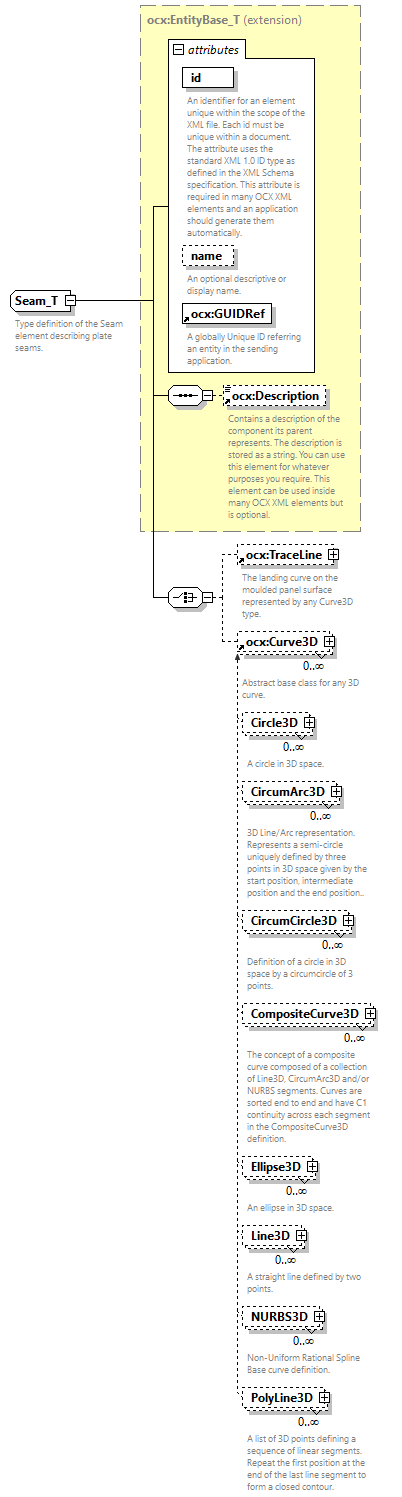 ocx:EntityBase_T (extension)
attributes
id
An identifier for an element
unique within the scope of the
XML file. Each id must be
unique within a document.
The attribute uses the
standard XML 1.0 ID type as
defined in the XML Schema
specification. This attribute is
required in many OCX XML
elements and an application
should generate them
automatically.
name
An optional descriptive or
display name.
ocx:GUIDRef
A globally Unique ID referring
an entity in the sending
application.
Seam_T
Type definition of the Seam
element describing plate
seams.
ocx:Description
Contains a description of the
component its parent
represents. The description is
stored as a string. You can use
this element for whatever
purposes you require. This
element can be used inside
many OCX XML elements but
is optional.
ocx:TraceLine
The landing curve on the
moulded panel surface
represented by any Curve3D
type.
ocx:Curve3D
0..∞
Abstract base class for any 3D
curve.
Circle3D
0..∞
A circle in 3D space.
CircumArc3D
0..∞
3D Line/Arc representation.
Represents a semi-circle
uniquely defined by three
points in 3D space given by the
start position, intermediate
position and the end position..
CircumCircle3D
0..∞
Definition of a circle in 3D
space by a circumcircle of 3
points.
CompositeCurve3D
0..∞
The concept of a composite
curve composed of a collection
of Line3D, CircumArc3D and/or
NURBS segments. Curves are
sorted end to end and have C1
continuity across each segment
in the CompositeCurve3D
definition.
Ellipse3D
0..∞
An ellipse in 3D space.
Line3D
0..∞
A straight line defined by two
points.
NURBS3D
0..∞
Non-Uniform Rational Spline
Base curve definition.
PolyLine3D
0..∞
A list of 3D points defining a
sequence of linear segments.
Repeat the first position at the
end of the last line segment to
form a closed contour.